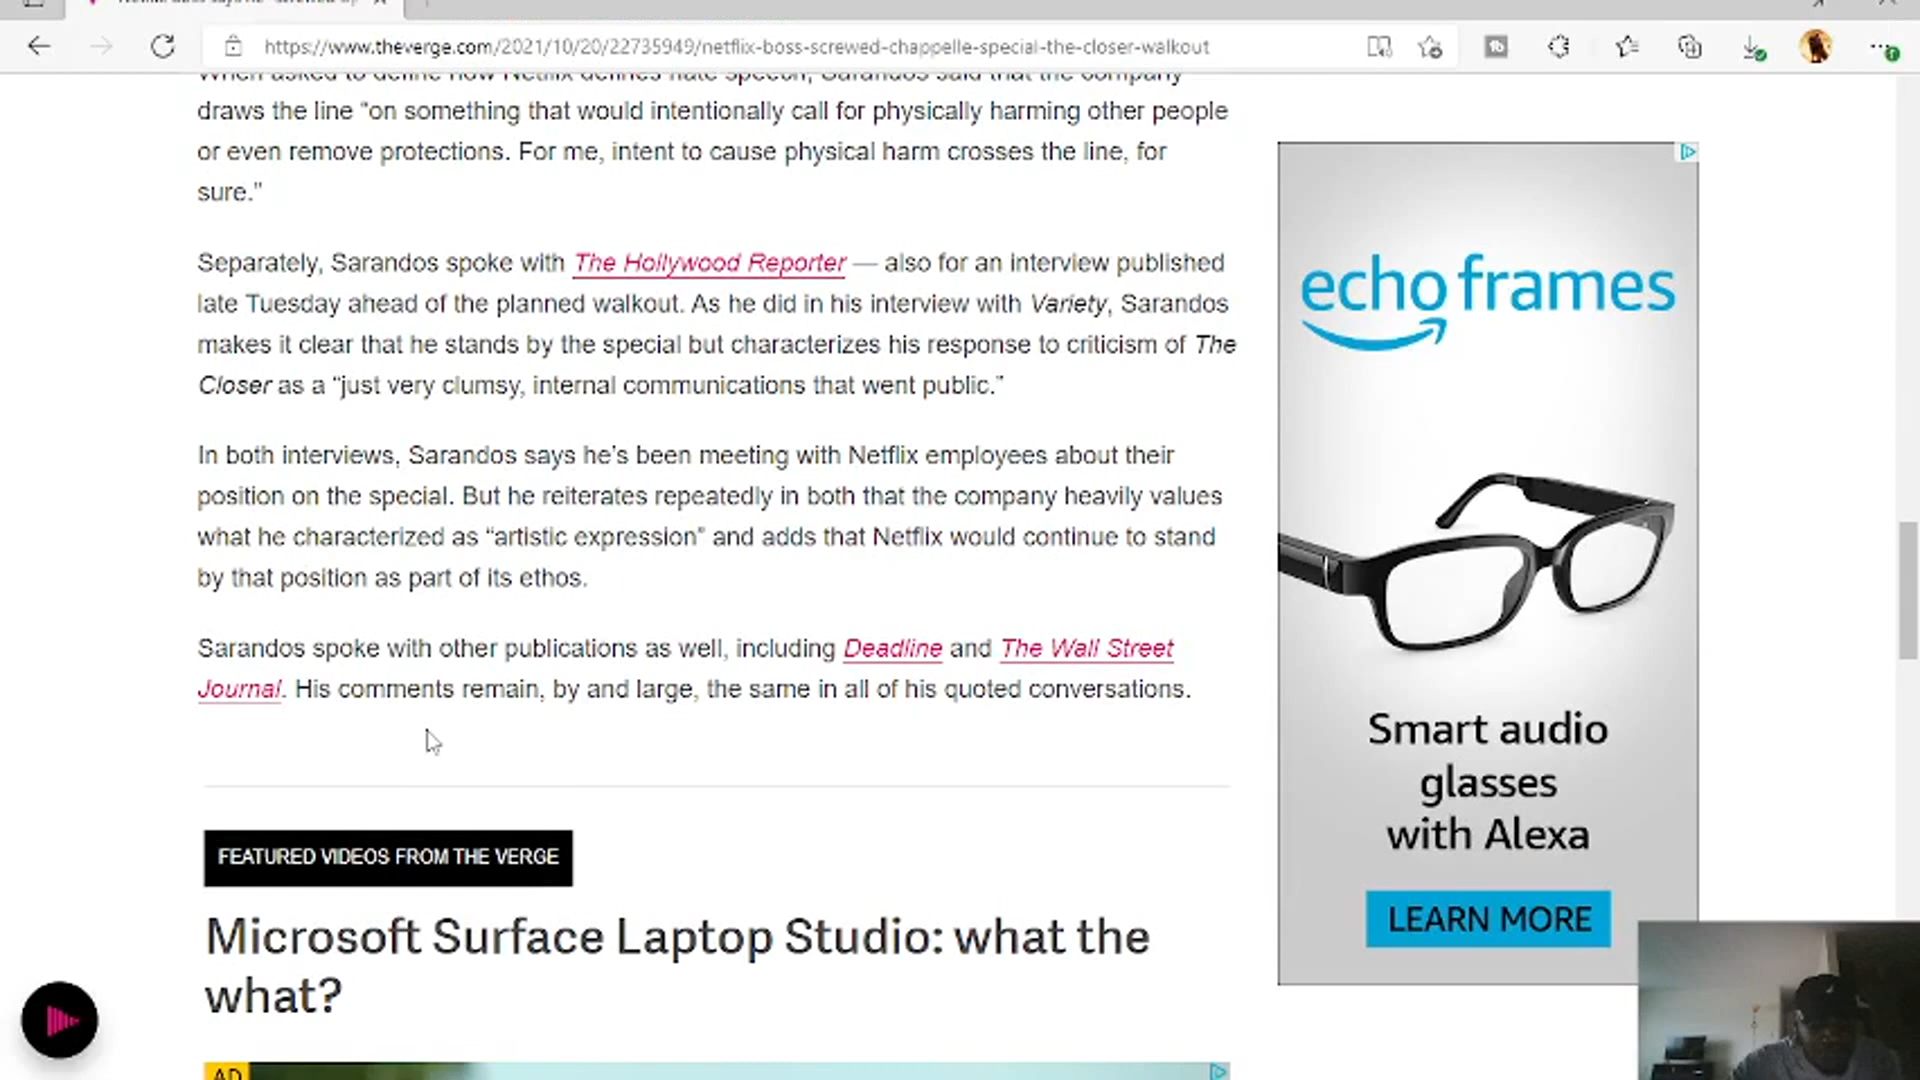 https://www.theverge.com/2021/10/20/22735949/netflix-boss-screwed-chappelle-special-the-closer-walkout
When asked to define how Netflix defines hate speech, Sarandos said that the company
draws the line “on something that would intentionally call for physically harming other people
or even remove protections. For me, intent to cause physical harm crosses the line, for
sure.”
Separately, Sarandos spoke with The Hollywood Reporter — also for an interview published
late Tuesday ahead of the planned walkout. As he did in his interview with Variety, Sarandos
makes it clear that he stands by the special but characterizes his response to criticism of The
Closer as a “just very clumsy, internal communications that went public.”
In both interviews, Sarandos says he’s been meeting with Netflix employees about their
position on the special. But he reiterates repeatedly in both that the company heavily values
what he characterized as “artistic expression” and adds that Netflix would continue to stand
by that position as part of its ethos.
Sarandos spoke with other publications as well, including Deadline and The Wall Street
Journal. His comments remain, by and large, the same in all of his quoted conversations.
FEATURED VIDEOS FROM THE VERGE
Microsoft Surface Laptop Studio: what the
what?
AD
echo frames
Smart audio
glasses
with Alexa
LEARN MORE